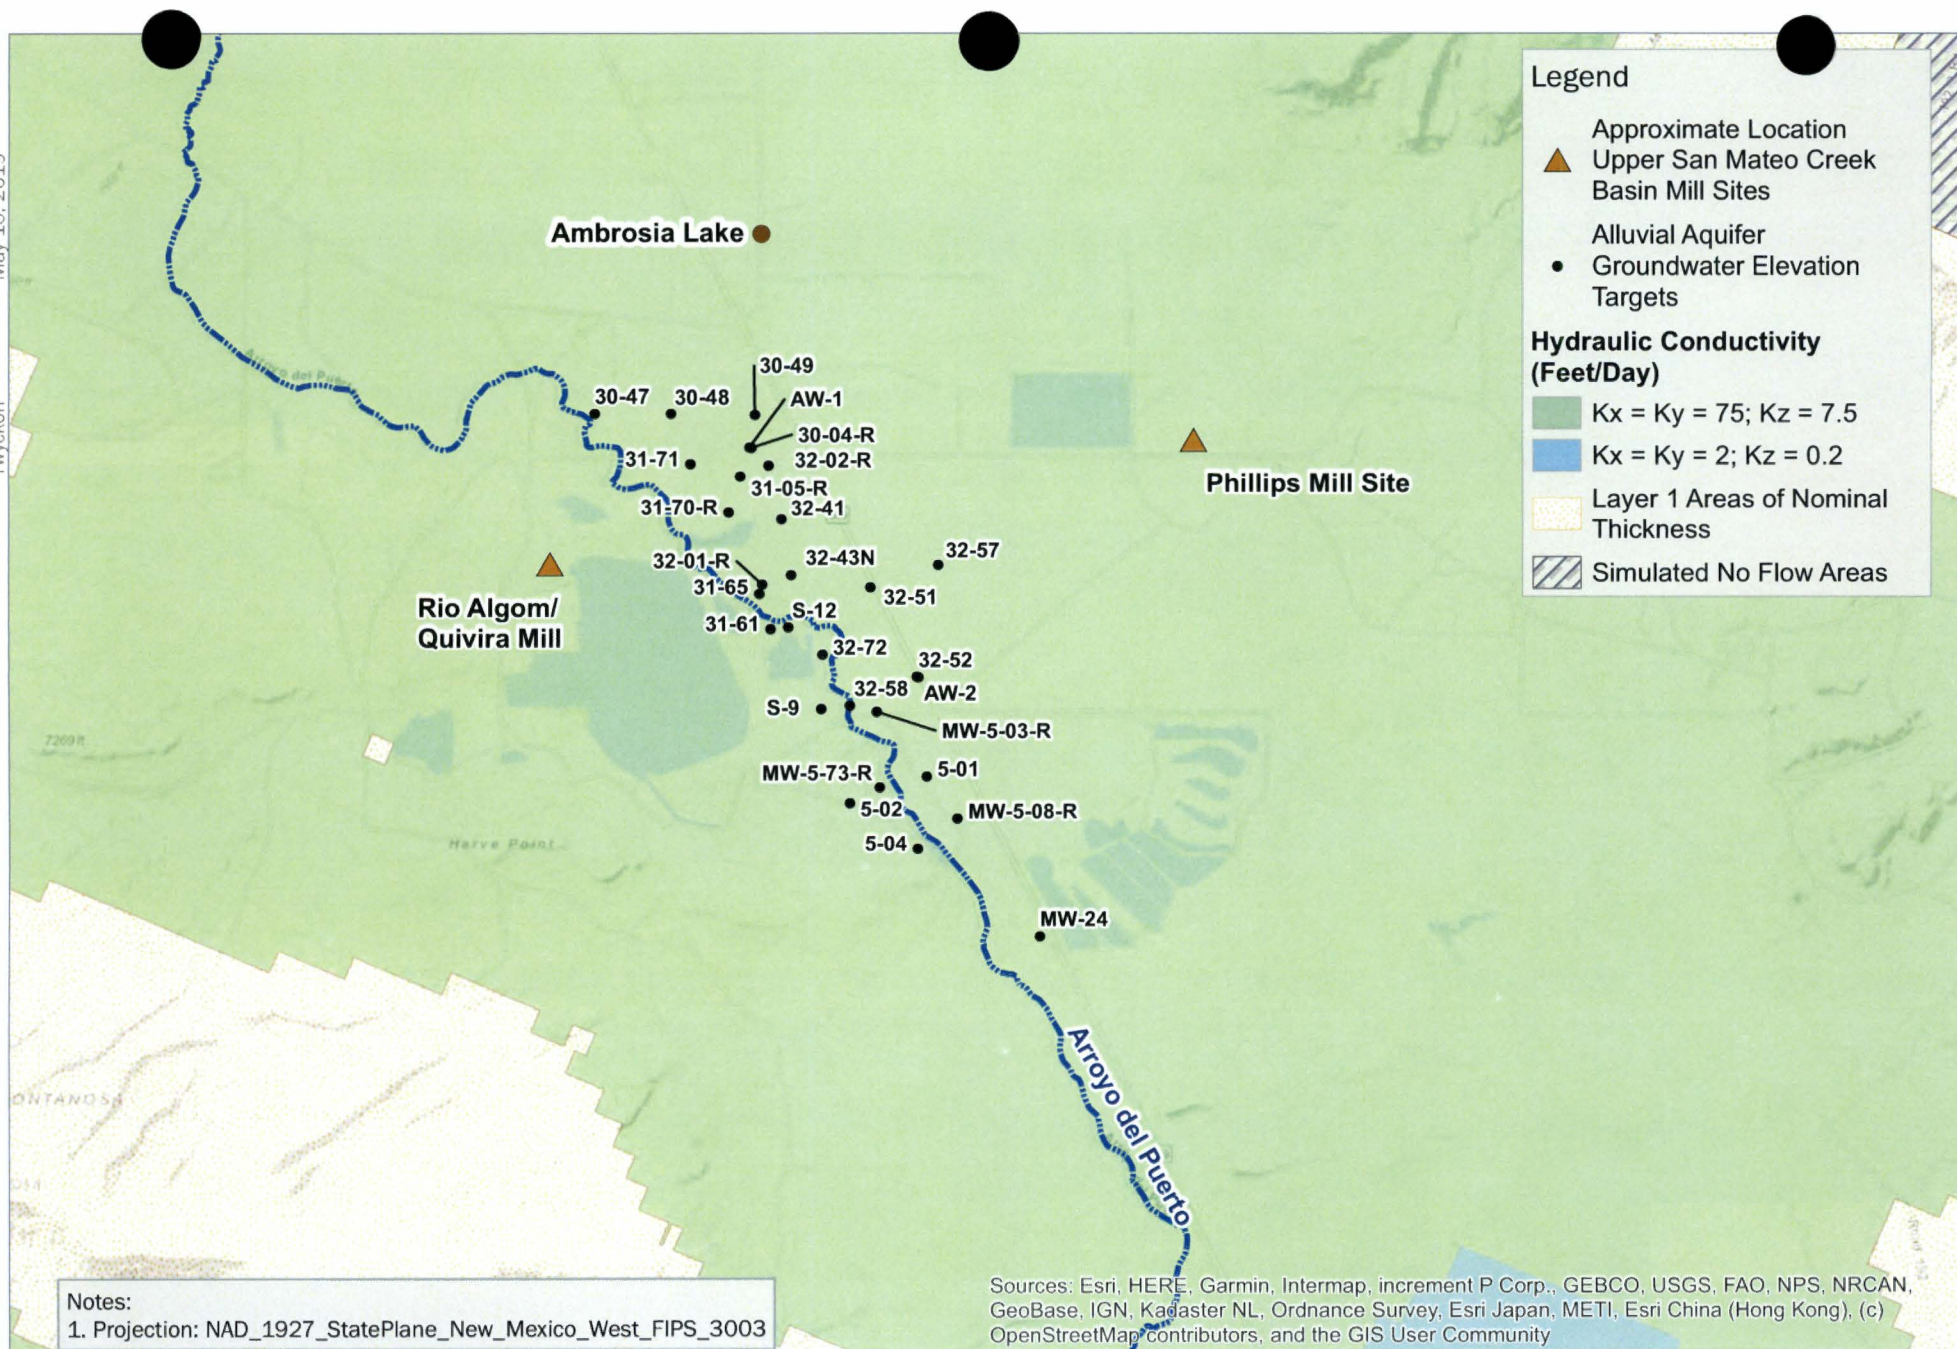 Legend
Approximate Location
Upper San Mateo Creek
Basin Mill Sites
Alluvial Aquifer
Groundwater Elevation
Targets
Hydraulic Conductivity
(Feet/Day)
Kx = Ky = 75; Kz = 7.5
Kx = Ky = 2; Kz = 0.2
Layer 1 Areas of Nominal
Thickness
Simulated No Flow Areas
Ambrosia Lake
Arroyo del Puerto
30-49
30-47
30-48
AW-1
30-04-R
31-71
32-02-R
31-05-R
31-70-R
32-41
Phillips Mill Site
32-01-R
32-43N
32-57
31-65
32-51
Rio Algom/
Quivira Mill
S-12
31-61
32-72
32-52
AW-2
32-58
S-9
MW-5-03-R
7269 ft
MW-5-73-R
5-01
5-02
MW-5-08-R
5-04
Harve Point
MW-24
Arroyo del Puerto
Notes:
1. Projection: NAD_1927_StatePlane_New_Mexico_West_FIPS_3003
Sources: Esri, HERE, Garmin, Intermap, increment P Corp., GEBCO, USGS, FAO, NPS, NRCAN,
GeoBase, IGN, Kadaster NL, Ordnance Survey, Esri Japan, METI, Esri China (Hong Kong), (c)
OpenStreetMap contributors, and the GIS User Community